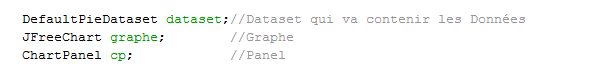 DefaultPieDataset dataset;//Dataset qui va contenir les Données
JFreeChart graphe; //Graphe
ChartPanel cp; //Panel